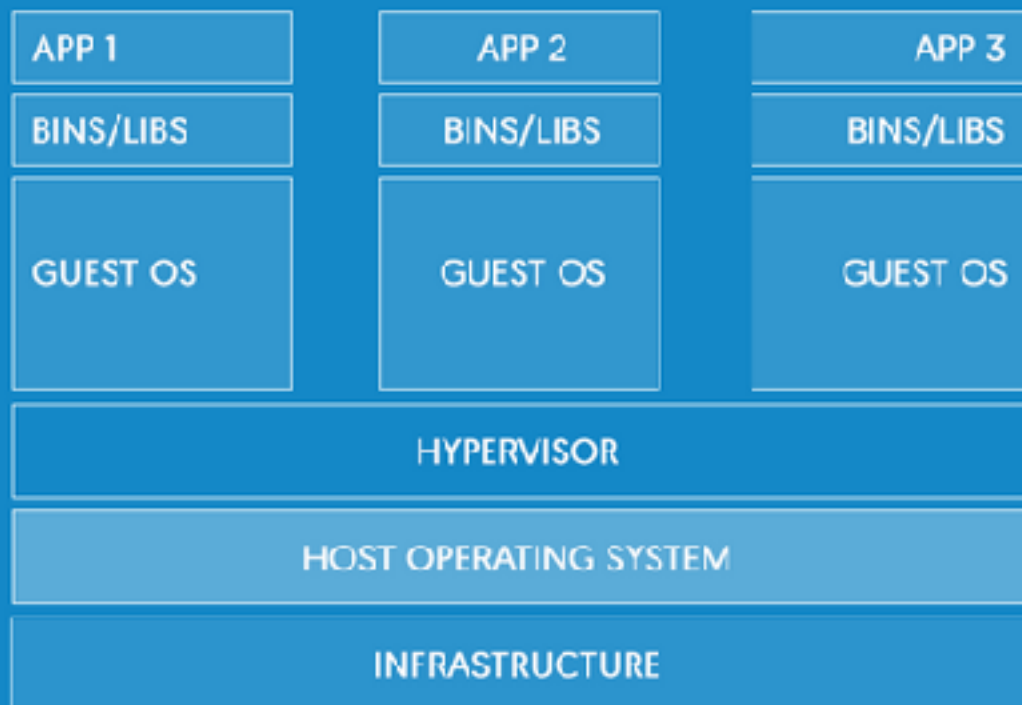 APP 1 APP 2 APP 3
BINS/LIBS BINS/LIBS BINS/LIBS
GUEST OS GUEST OS GUEST OS
HYPERVISOR
HOST OPERATING SYSTEM
INFRASTRUCTURE